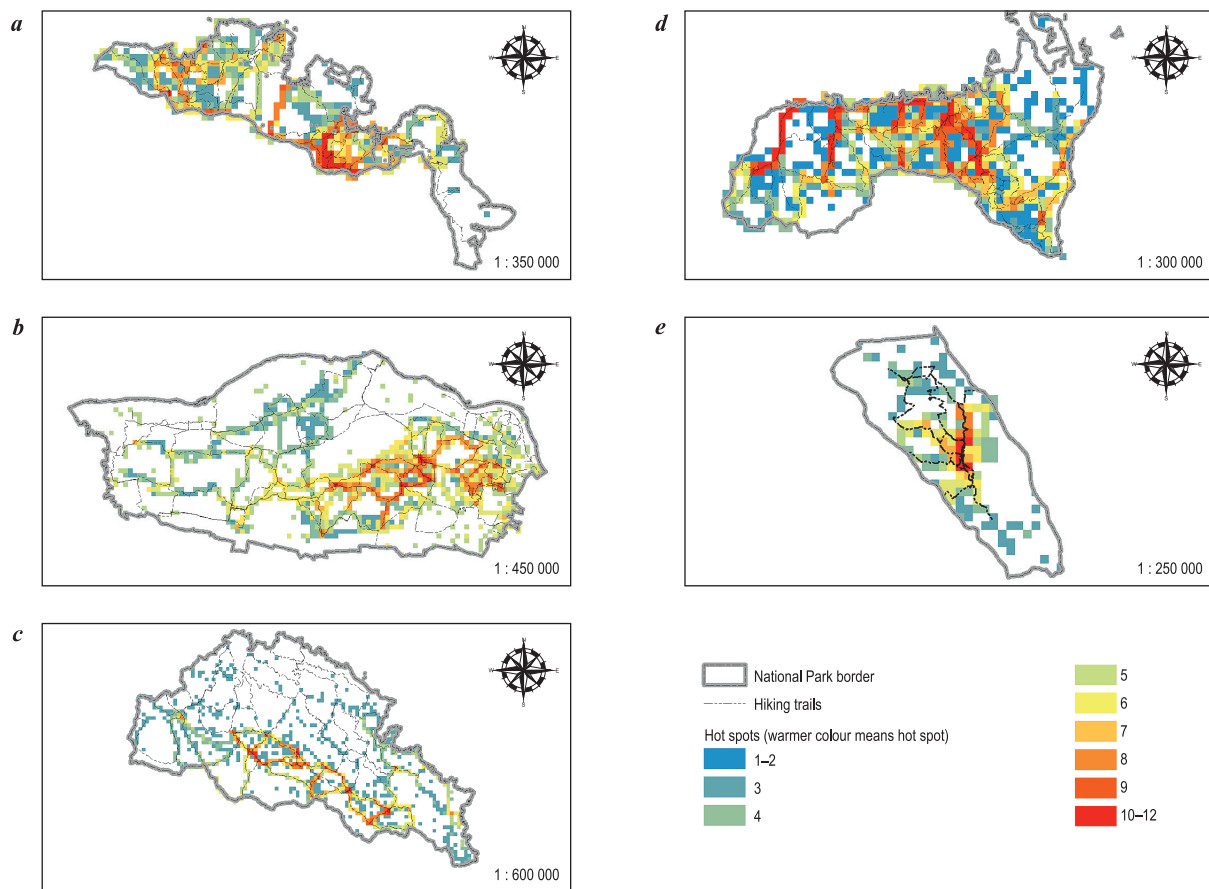 a
N
W E
S
1 : 350 000
b
N
W E
S
1 : 450 000
c
N
W E
S
1 : 600 000
d
N
W E
S
1 : 300 000
e
N
W E
S
1 : 250 000
National Park border
Hiking trails
Hot spots (warmer colour means hot spot)
1–2
3
4
5
6
7
8
9
10–12